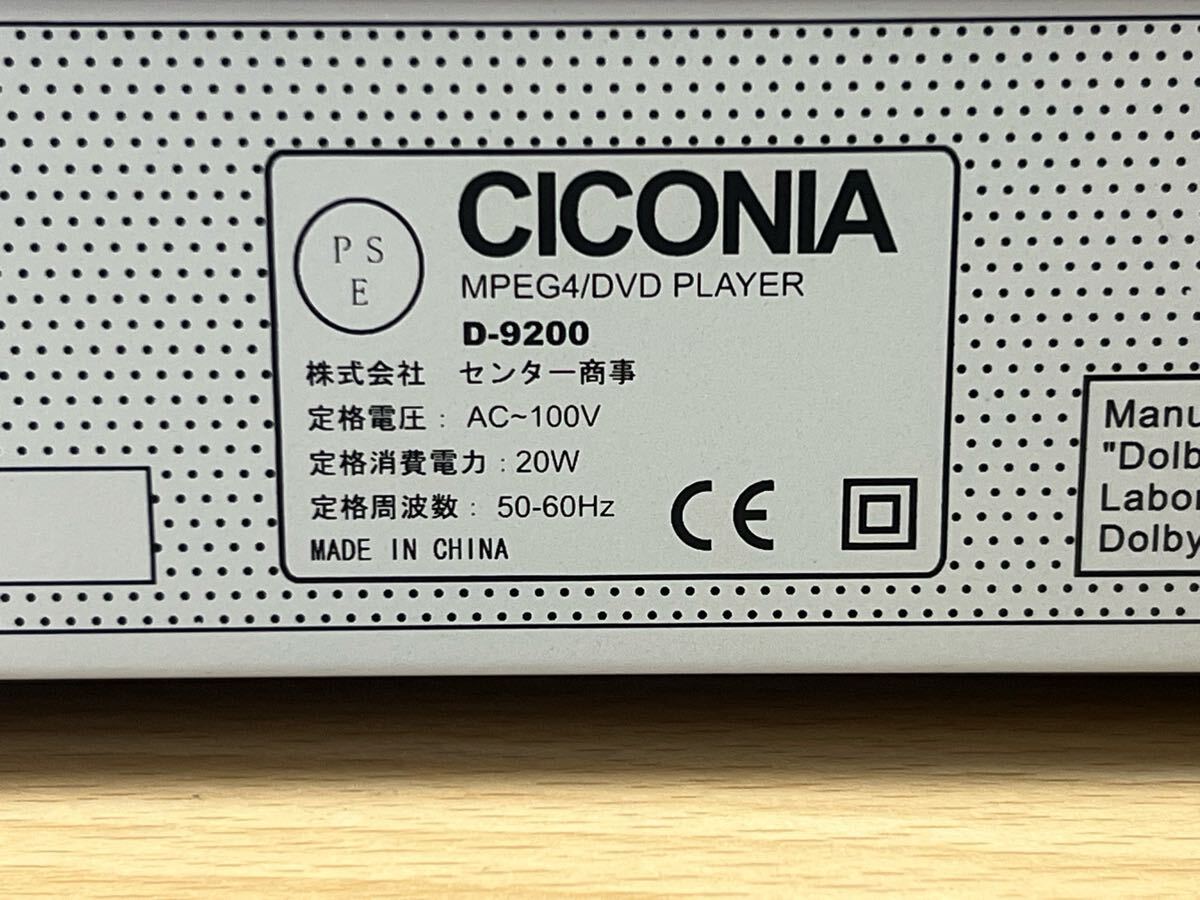 P S
E
CICONIA
MPEG4/DVD PLAYER
D-9200
株式会社 センター商事
定格電圧: AC~100V
定格消費電力: 20W
定格周波数: 50-60Hz
MADE IN CHINA
CE
Manu
"Dolb
Labor
Dolby